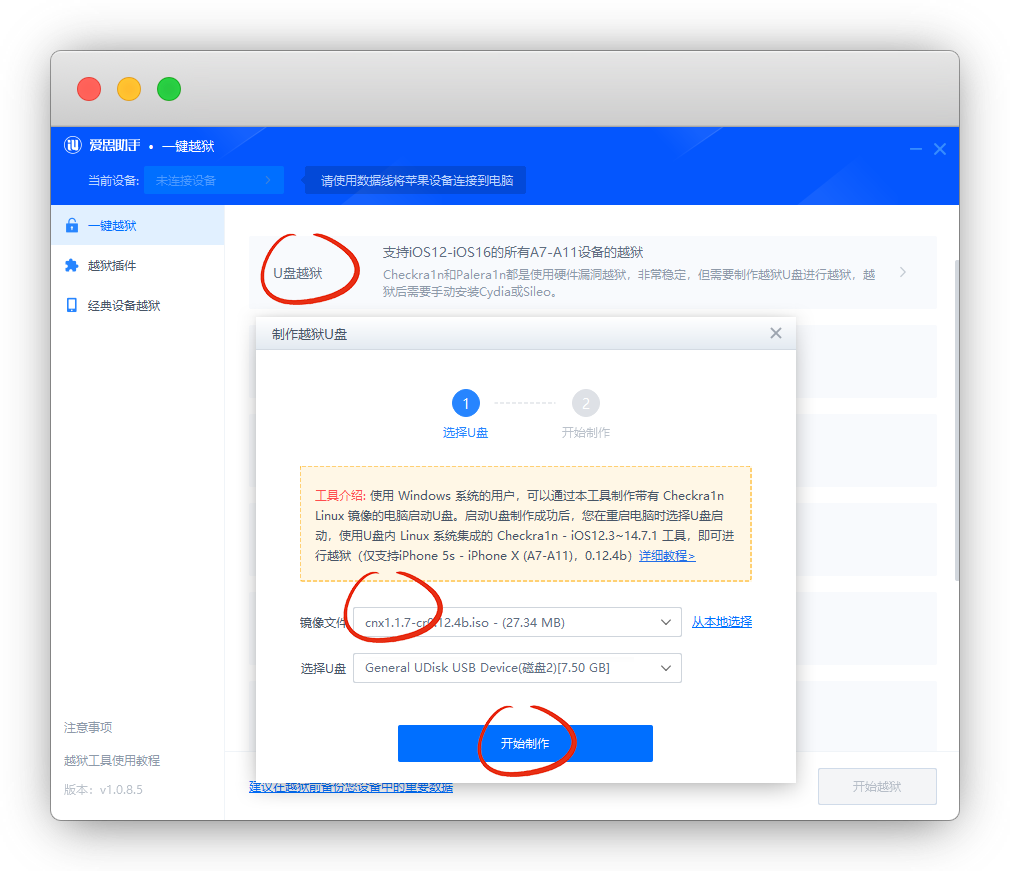 爱思助手 • 一键越狱
当前设备: 未连接设备
请使用数据线将苹果设备连接到电脑
一键越狱
越狱插件
经典设备越狱
U盘越狱
支持iOS12-iOS16的所有A7-A11设备的越狱
Checkra1n和Palera1n都是使用硬件漏洞越狱，非常稳定，但需要制作越狱U盘进行越狱，越
狱后需要手动安装Cydia或Sileo。
制作越狱U盘
1
2
选择U盘
开始制作
工具介绍: 使用 Windows 系统的用户，可以通过本工具制作带有 Checkra1n
Linux 镜像的电脑启动U盘。启动U盘制作成功后，您在重启电脑时选择U盘启
动，使用U盘内 Linux 系统集成的 Checkra1n - iOS12.3~14.7.1 工具，即可进
行越狱（仅支持iPhone 5s - iPhone X (A7-A11)，0.12.4b）详细教程>
镜像文件 cnx1.1.7-cr0.12.4b.iso - (27.34 MB) 从本地选择
选择U盘 General UDisk USB Device(磁盘2)[7.50 GB]
开始制作
注意事项
越狱工具使用教程
版本：v1.0.8.5
建议在越狱前备份您设备中的重要数据
开始越狱